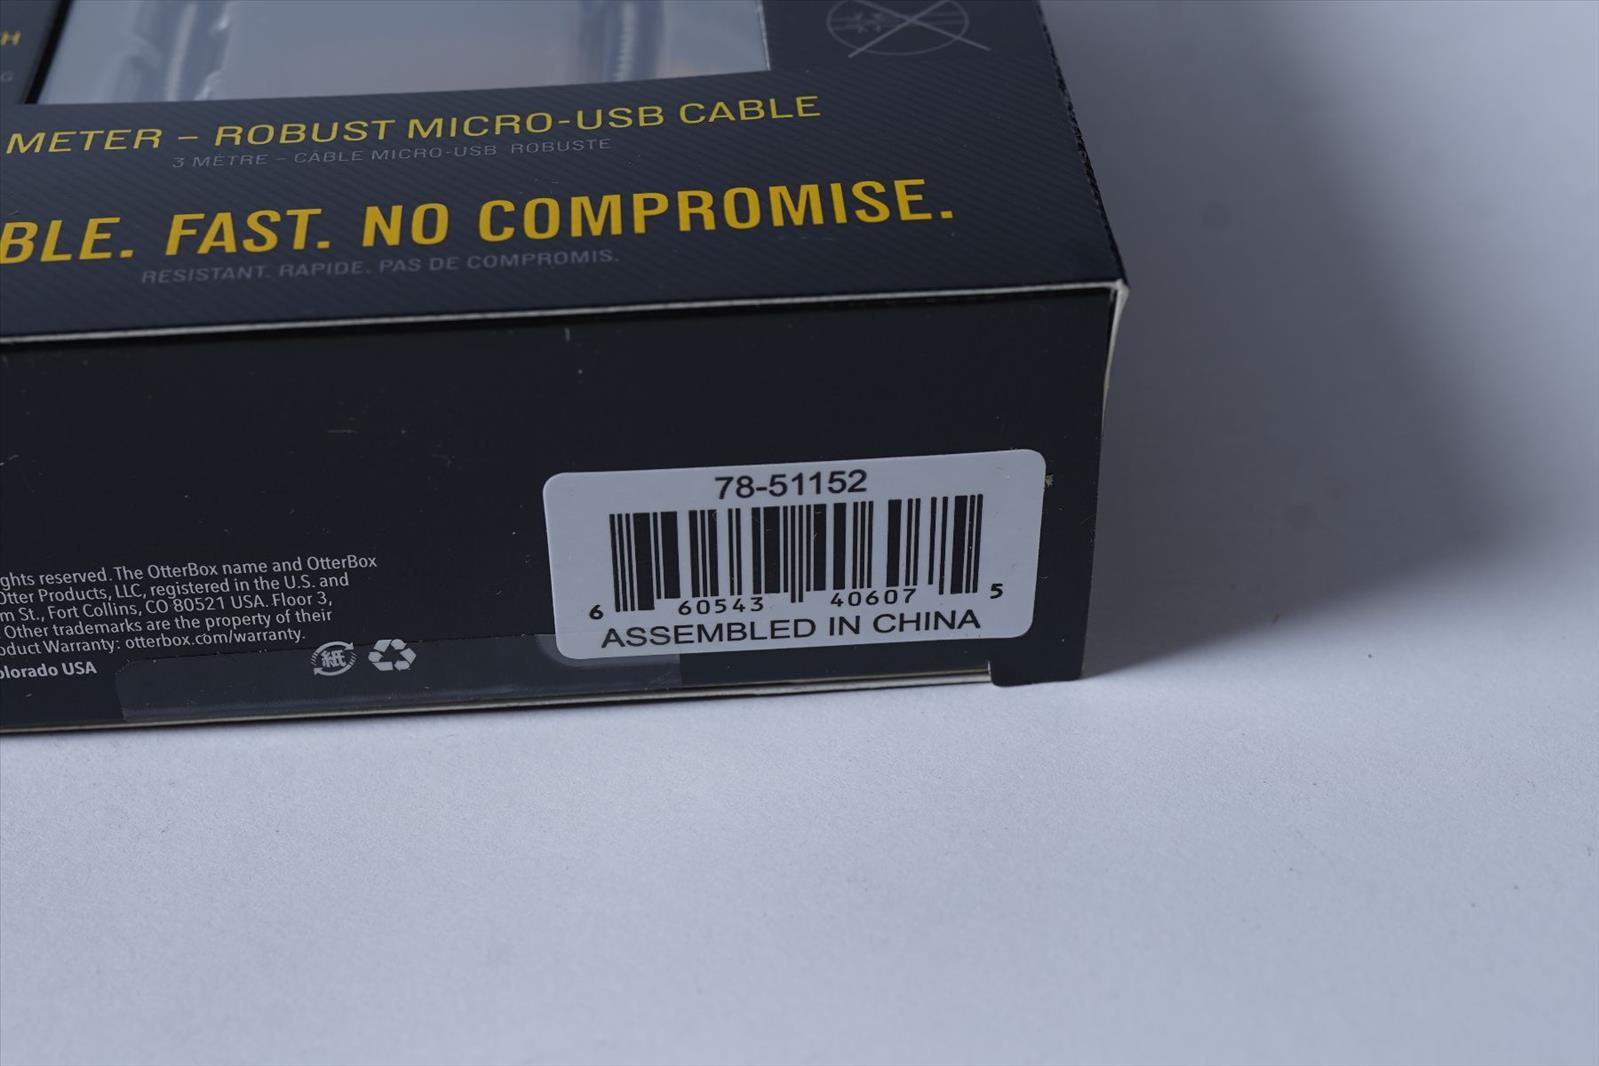 H
G
METER – ROBUST MICRO-USB CABLE
3 MÈTRE – CÂBLE MICRO-USB ROBUSTE
BLE. FAST. NO COMPROMISE.
RÉSISTANT. RAPIDE. PAS DE COMPROMIS.
78-51152
6 60543 40607 5
ASSEMBLED IN CHINA
ghts reserved. The OtterBox name and OtterBox
Otter Products, LLC, registered in the U.S. and
m St., Fort Collins, CO 80521 USA. Floor 3,
Other trademarks are the property of their
oduct Warranty: otterbox.com/warranty.
olorado USA
紙